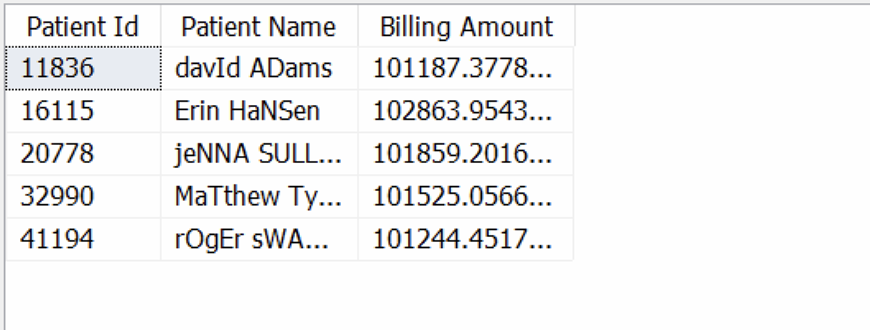 Patient Id Patient Name Billing Amount
11836 davId ADams 101187.3778...
16115 Erin HaNSen 102863.9543...
20778 jeNNA SULL... 101859.2016...
32990 MaTthew Ty... 101525.0566...
41194 rOgEr sWA... 101244.4517...